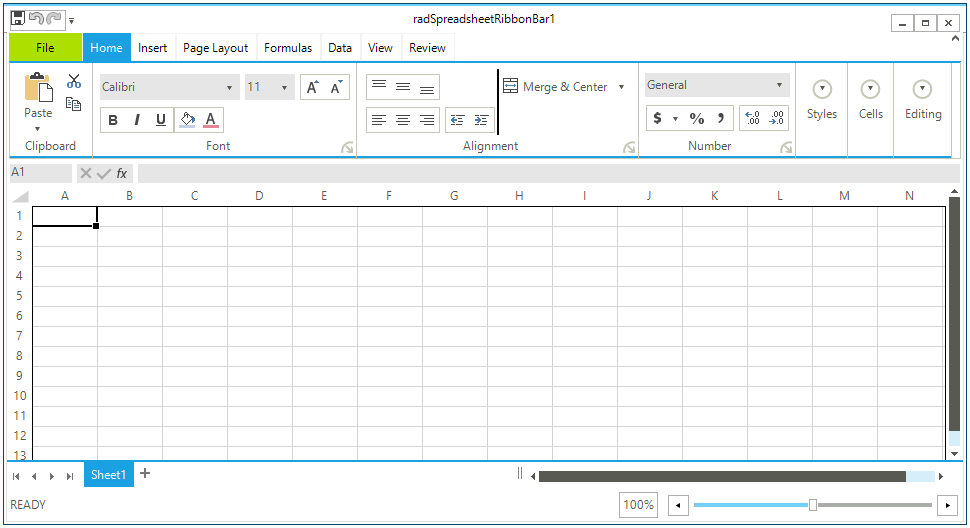 radSpreadsheetRibbonBar1
File Home Insert Page Layout Formulas Data View Review
Calibri 11 Merge & Center General
Paste B I U A A A $ % , .0 .00 .00 .0 Styles Cells Editing
Clipboard Font Alignment Number
A1 fx
A B C D E F G H I J K L M N
1
2
3
4
5
6
7
8
9
10
11
12
13
Sheet1 +
READY 100%